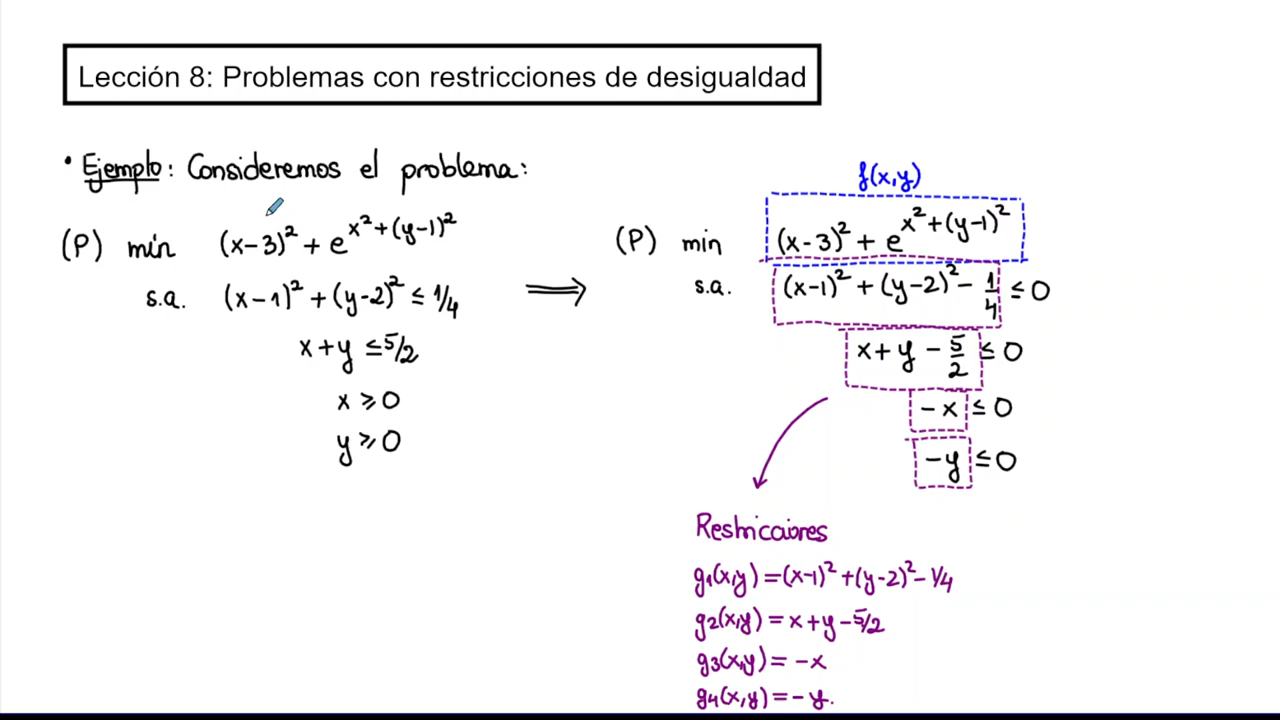 Lección 8: Problemas con restricciones de desigualdad
• Ejemplo: Consideremos el problema:
(P) min (x-3)² + e^(x²+(y-1)²)
s.a. (x-1)² + (y-2)² ≤ 1/4
x+y ≤ 5/2
x ⩾ 0
y ⩾ 0
⟹
f(x,y)
(P) min (x-3)² + e^(x²+(y-1)²)
s.a. (x-1)² + (y-2)² - 1/4 ≤ 0
x+y - 5/2 ≤ 0
-x ≤ 0
-y ≤ 0
Restricciones
g1(x,y) = (x-1)² + (y-2)² - 1/4
g2(x,y) = x+y - 5/2
g3(x,y) = -x
g4(x,y) = -y.